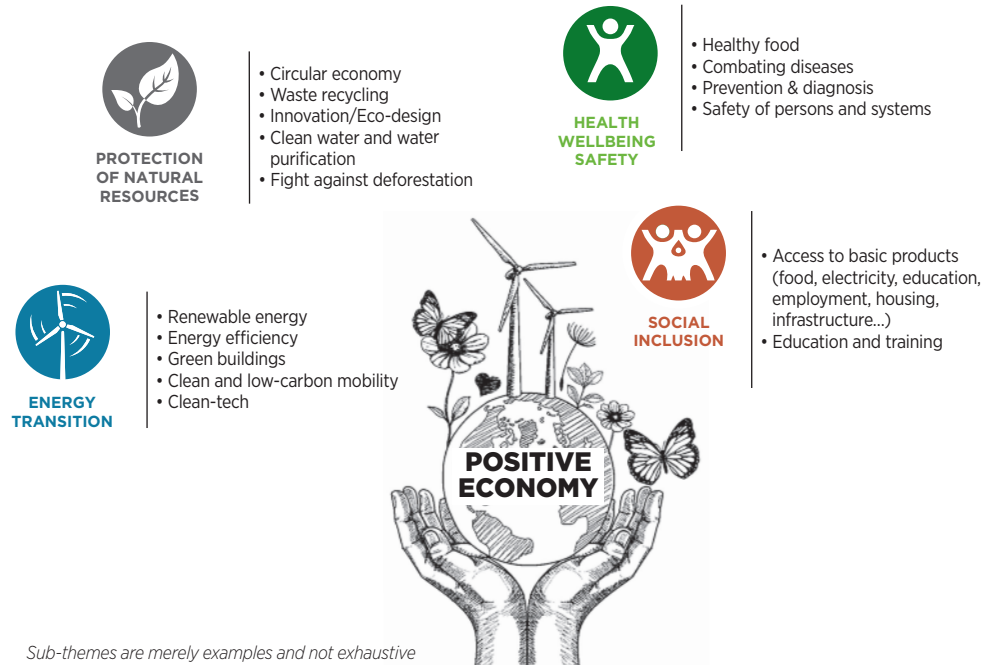 PROTECTION
OF NATURAL
RESOURCES
• Circular economy
• Waste recycling
• Innovation/Eco-design
• Clean water and water
purification
• Fight against deforestation
HEALTH
WELLBEING
SAFETY
• Healthy food
• Combating diseases
• Prevention & diagnosis
• Safety of persons and systems
ENERGY
TRANSITION
• Renewable energy
• Energy efficiency
• Green buildings
• Clean and low-carbon mobility
• Clean-tech
SOCIAL
INCLUSION
• Access to basic products
(food, electricity, education,
employment, housing,
infrastructure...)
• Education and training
POSITIVE
ECONOMY
Sub-themes are merely examples and not exhaustive